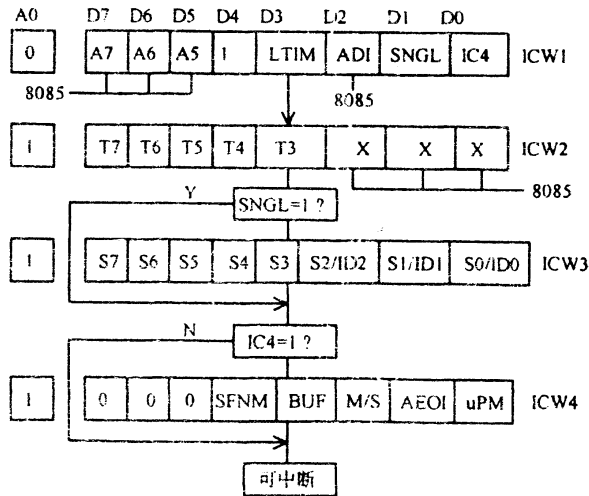 A0 D7 D6 D5 D4 D3 D2 D1 D0
0 A7 A6 A5 1 LTIM ADI SNGL IC4 ICW1
8085 8085
1 T7 T6 T5 T4 T3 X X X ICW2
8085
Y
SNGL=1 ?
1 S7 S6 S5 S4 S3 S2/ID2 S1/ID1 S0/ID0 ICW3
N
IC4=1 ?
1 0 0 0 SFNM BUF M/S AEOI uPM ICW4
可中断